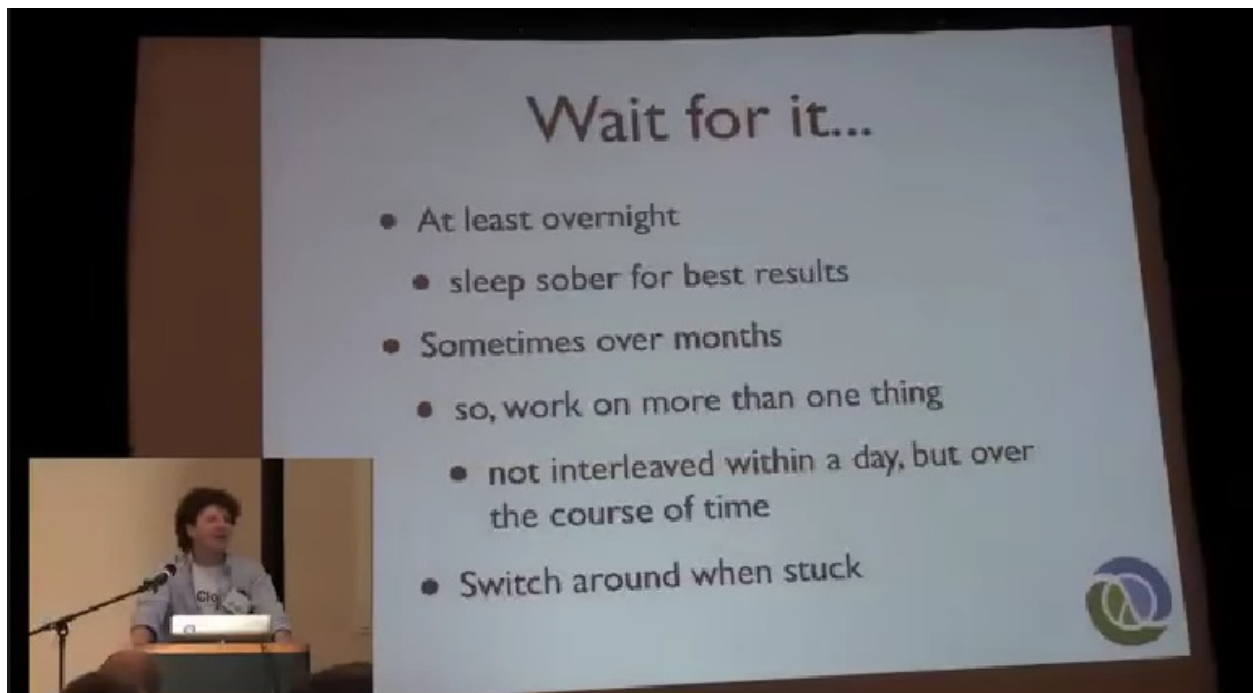 Wait for it...
At least overnight
sleep sober for best results
Sometimes over months
so, work on more than one thing
not interleaved within a day, but over
the course of time
Switch around when stuck